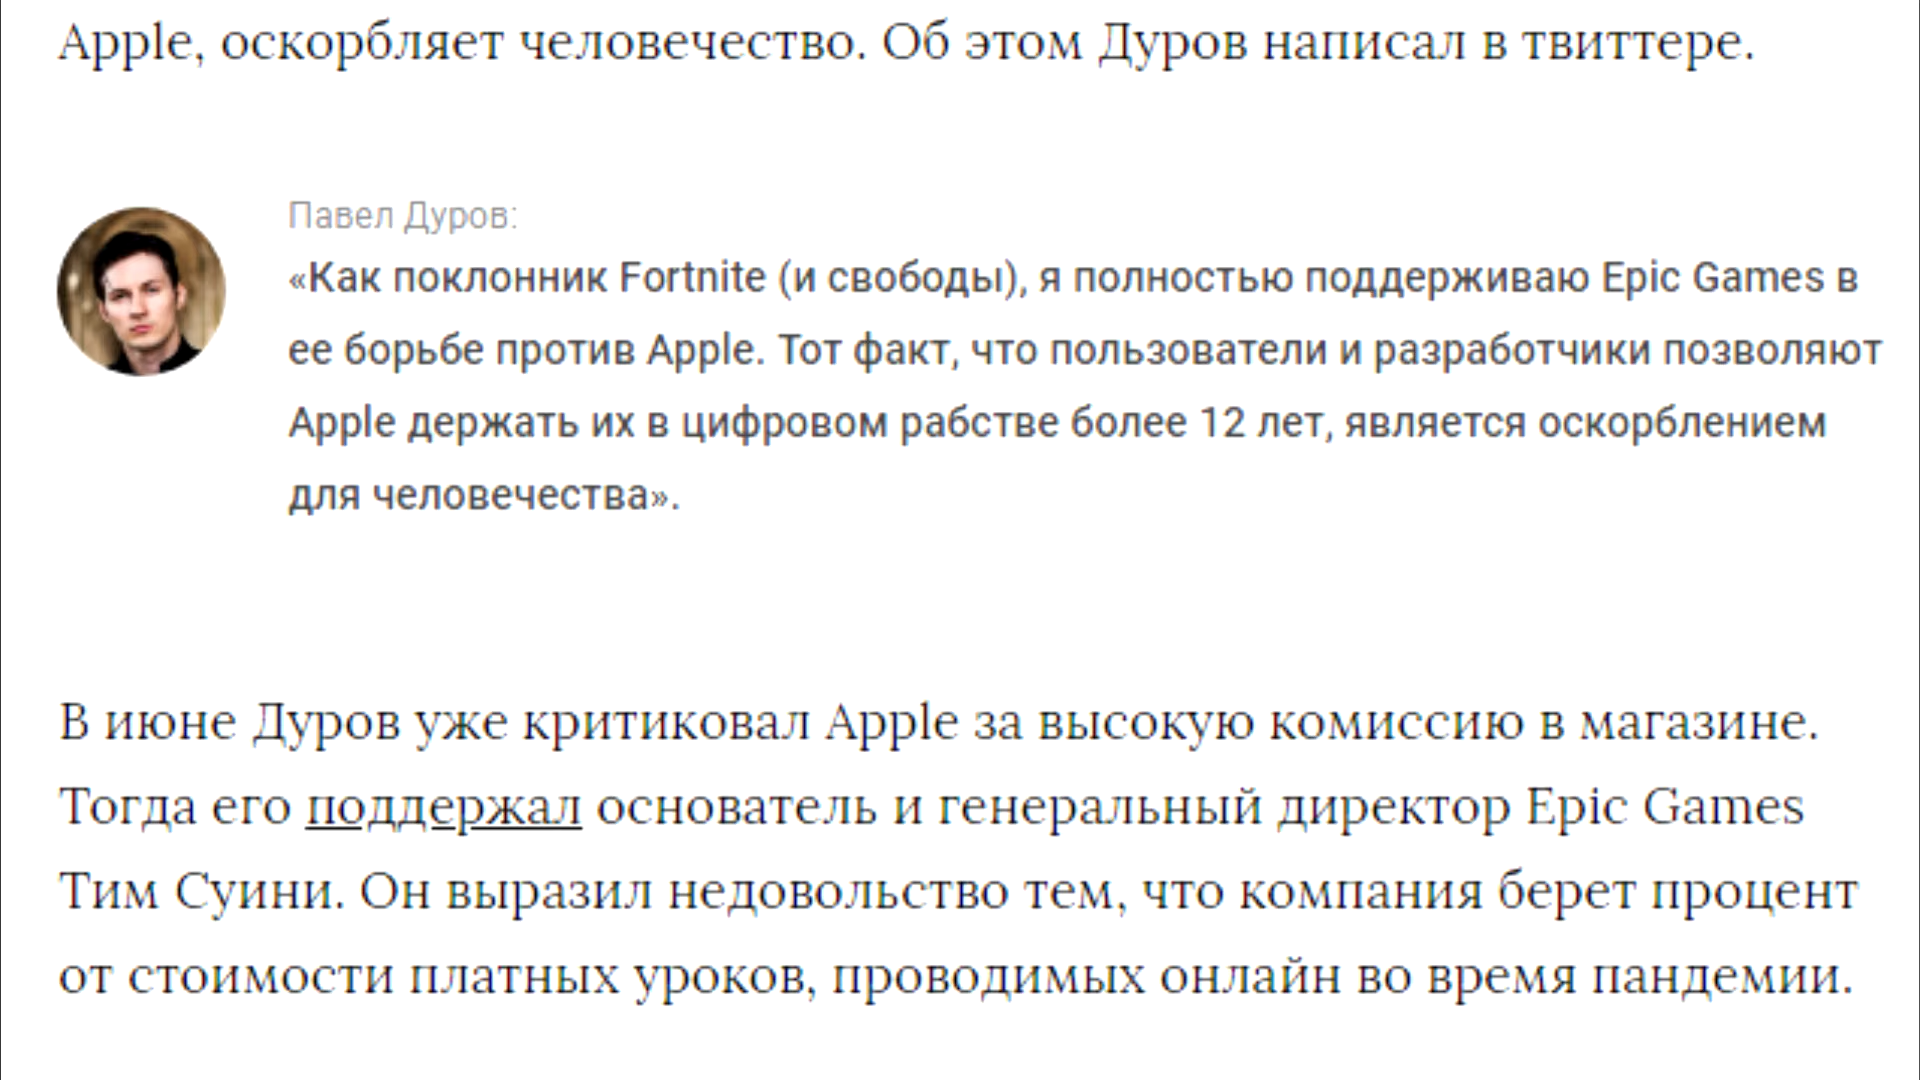 Apple, оскорбляет человечество. Об этом Дуров написал в твиттере.
Павел Дуров:
«Как поклонник Fortnite (и свободы), я полностью поддерживаю Epic Games в
ее борьбе против Apple. Тот факт, что пользователи и разработчики позволяют
Apple держать их в цифровом рабстве более 12 лет, является оскорблением
для человечества».
В июне Дуров уже критиковал Apple за высокую комиссию в магазине.
Тогда его поддержал основатель и генеральный директор Epic Games
Тим Суини. Он выразил недовольство тем, что компания берет процент
от стоимости платных уроков, проводимых онлайн во время пандемии.